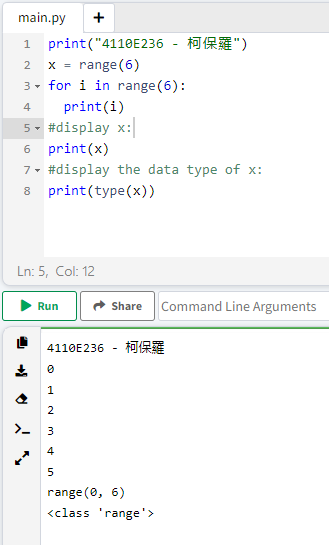 main.py
+
1 print("4110E236 - 柯保羅")
2 x = range(6)
3 for i in range(6):
4   print(i)
5 #display x:
6 print(x)
7 #display the data type of x:
8 print(type(x))
Ln: 5, Col: 12
Run Share Command Line Arguments
4110E236 - 柯保羅
0
1
2
3
4
5
range(0, 6)
<class 'range'>